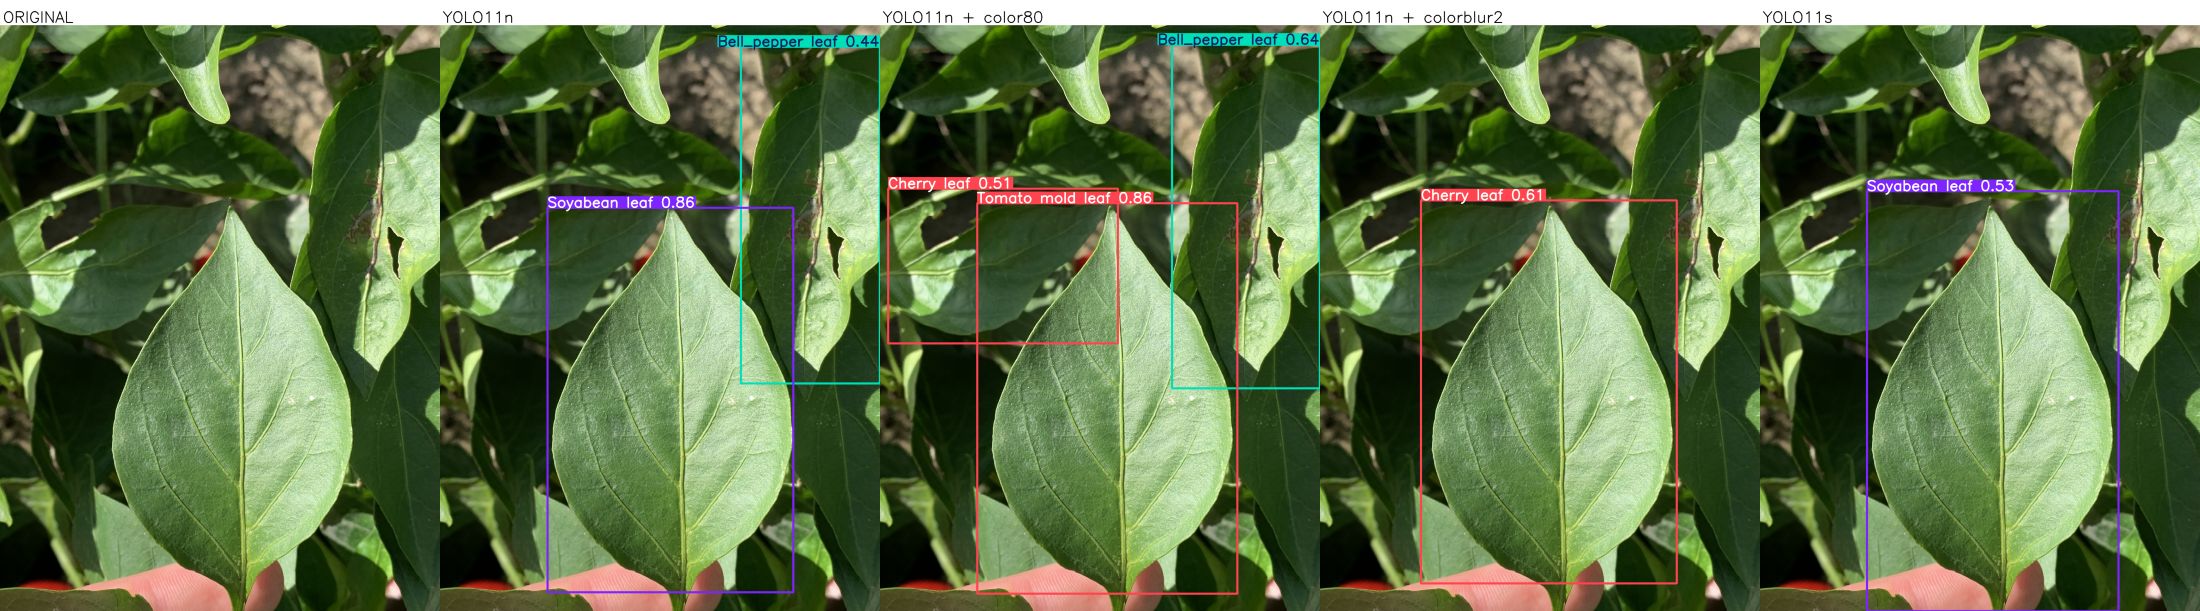 ORIGINAL
YOLO11n
Bell_pepper leaf 0.44
Soyabean leaf 0.86
YOLO11n + color80
Bell_pepper leaf 0.64
Cherry leaf 0.51
Tomato mold leaf 0.86
YOLO11n + colorblur2
Cherry leaf 0.61
YOLO11s
Soyabean leaf 0.53